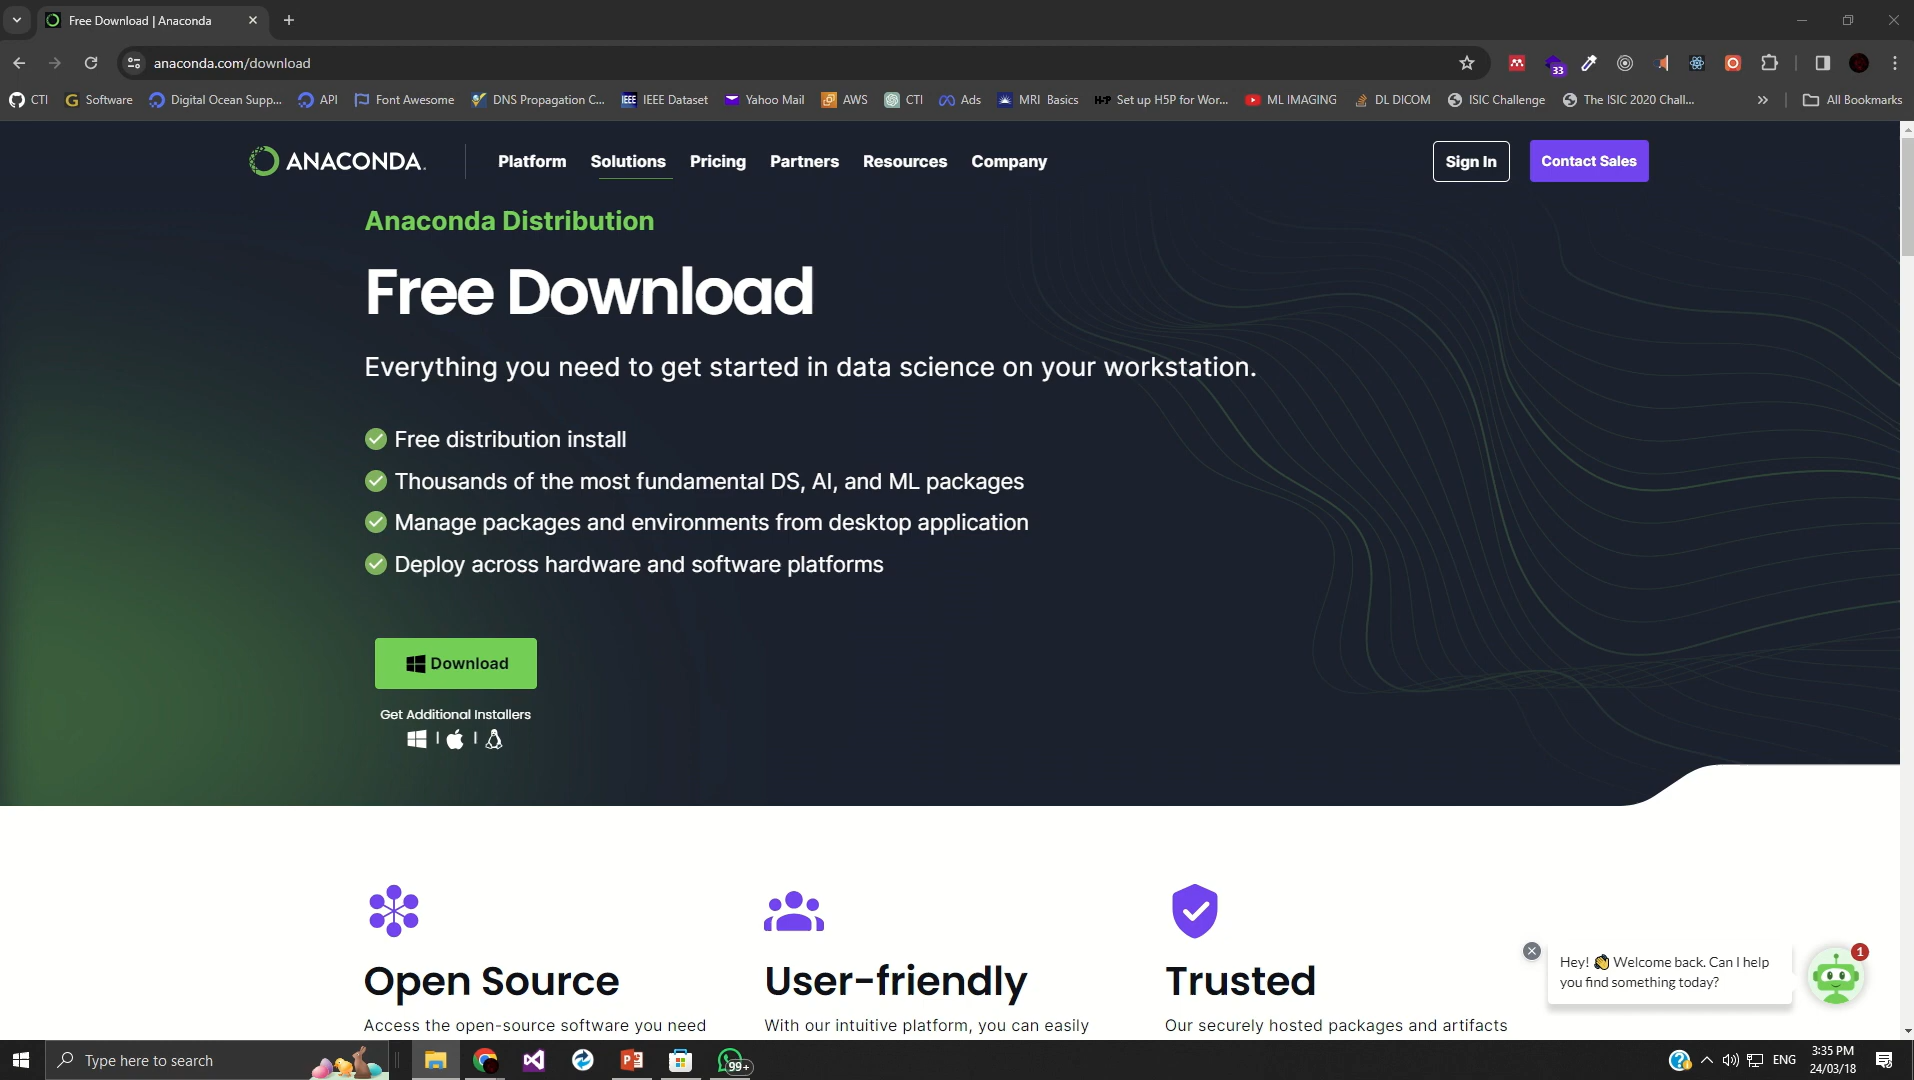 Free Download | Anaconda
anaconda.com/download
33
CTI
Software
Digital Ocean Supp...
API
Font Awesome
DNS Propagation C...
IEEE
IEEE Dataset
Yahoo Mail
AWS
CTI
Ads
MRI Basics
H-P
Set up H5P for Wor...
ML IMAGING
DL DICOM
ISIC Challenge
The ISIC 2020 Chall...
All Bookmarks
ANACONDA.
Platform
Solutions
Pricing
Partners
Resources
Company
Sign In
Contact Sales
Anaconda Distribution
Free Download
Everything you need to get started in data science on your workstation.
Free distribution install
Thousands of the most fundamental DS, AI, and ML packages
Manage packages and environments from desktop application
Deploy across hardware and software platforms
Download
Get Additional Installers
Open Source
Access the open-source software you need
User-friendly
With our intuitive platform, you can easily
Trusted
Our securely hosted packages and artifacts
Hey! 👋 Welcome back. Can I help
you find something today?
1
Type here to search
99+
ENG
3:35 PM
24/03/18